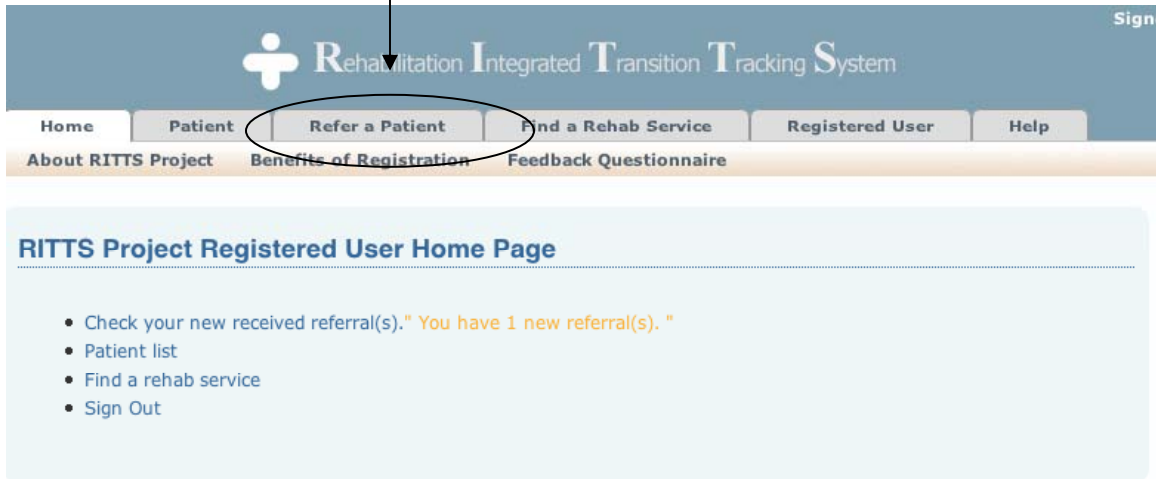 Sign
Rehabilitation Integrated Transition Tracking System
Home Patient Refer a Patient Find a Rehab Service Registered User Help
About RITTS Project Benefits of Registration Feedback Questionnaire
RITTS Project Registered User Home Page
• Check your new received referral(s)." You have 1 new referral(s). "
• Patient list
• Find a rehab service
• Sign Out